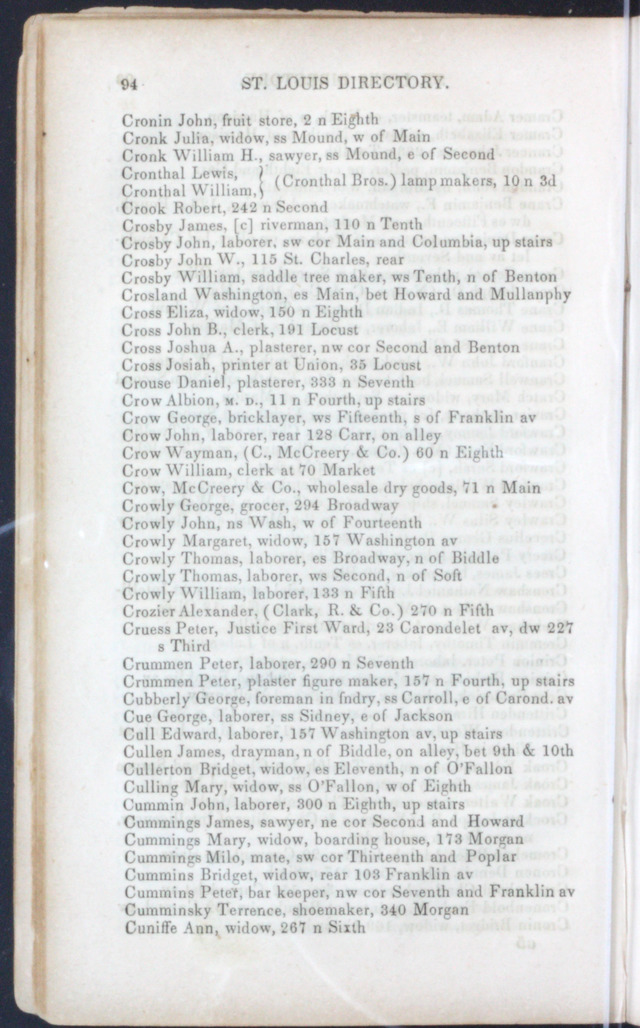 94 ST. LOUIS DIRECTORY.
Cronin John, fruit store, 2 n Eighth
Cronk Julia, widow, ss Mound, w of Main
Cronk William H., sawyer, ss Mound, e of Second
Cronthal Lewis,
Cronthal William, } (Cronthal Bros.) lamp makers, 10 n 3d
Crook Robert, 242 n Second
Crosby James, [c] riverman, 110 n Tenth
Crosby John, laborer, sw cor Main and Columbia, up stairs
Crosby John W., 115 St. Charles, rear
Crosby William, saddle tree maker, ws Tenth, n of Benton
Crosland Washington, es Main, bet Howard and Mullanphy
Cross Eliza, widow, 150 n Eighth
Cross John B., clerk, 191 Locust
Cross Joshua A., plasterer, nw cor Second and Benton
Cross Josiah, printer at Union, 35 Locust
Crouse Daniel, plasterer, 333 n Seventh
Crow Albion, M. D., 11 n Fourth, up stairs
Crow George, bricklayer, ws Fifteenth, s of Franklin av
Crow John, laborer, rear 128 Carr, on alley
Crow Wayman, (C., McCreery & Co.) 60 n Eighth
Crow William, clerk at 70 Market
Crow, McCreery & Co., wholesale dry goods, 71 n Main
Crowly George, grocer, 294 Broadway
Crowly John, ns Wash, w of Fourteenth
Crowly Margaret, widow, 157 Washington av
Crowly Thomas, laborer, es Broadway, n of Biddle
Crowly Thomas, laborer, ws Second, n of Soft
Crowly William, laborer, 133 n Fifth
Crozier Alexander, (Clark, R. & Co.) 270 n Fifth
Cruess Peter, Justice First Ward, 23 Carondelet av, dw 227
s Third
Crummen Peter, laborer, 290 n Seventh
Crummen Peter, plaster figure maker, 157 n Fourth, up stairs
Cubberly George, foreman in fndry, ss Carroll, e of Carond. av
Cue George, laborer, ss Sidney, e of Jackson
Cull Edward, laborer, 157 Washington av, up stairs
Cullen James, drayman, n of Biddle, on alley, bet 9th & 10th
Cullerton Bridget, widow, es Eleventh, n of O'Fallon
Culling Mary, widow, ss O'Fallon, w of Eighth
Cummin John, laborer, 300 n Eighth, up stairs
Cummings James, sawyer, ne cor Second and Howard
Cummings Mary, widow, boarding house, 173 Morgan
Cummings Milo, mate, sw cor Thirteenth and Poplar
Cummins Bridget, widow, rear 103 Franklin av
Cummins Peter, bar keeper, nw cor Seventh and Franklin av
Cumminsky Terrence, shoemaker, 340 Morgan
Cuniffe Ann, widow, 267 n Sixth